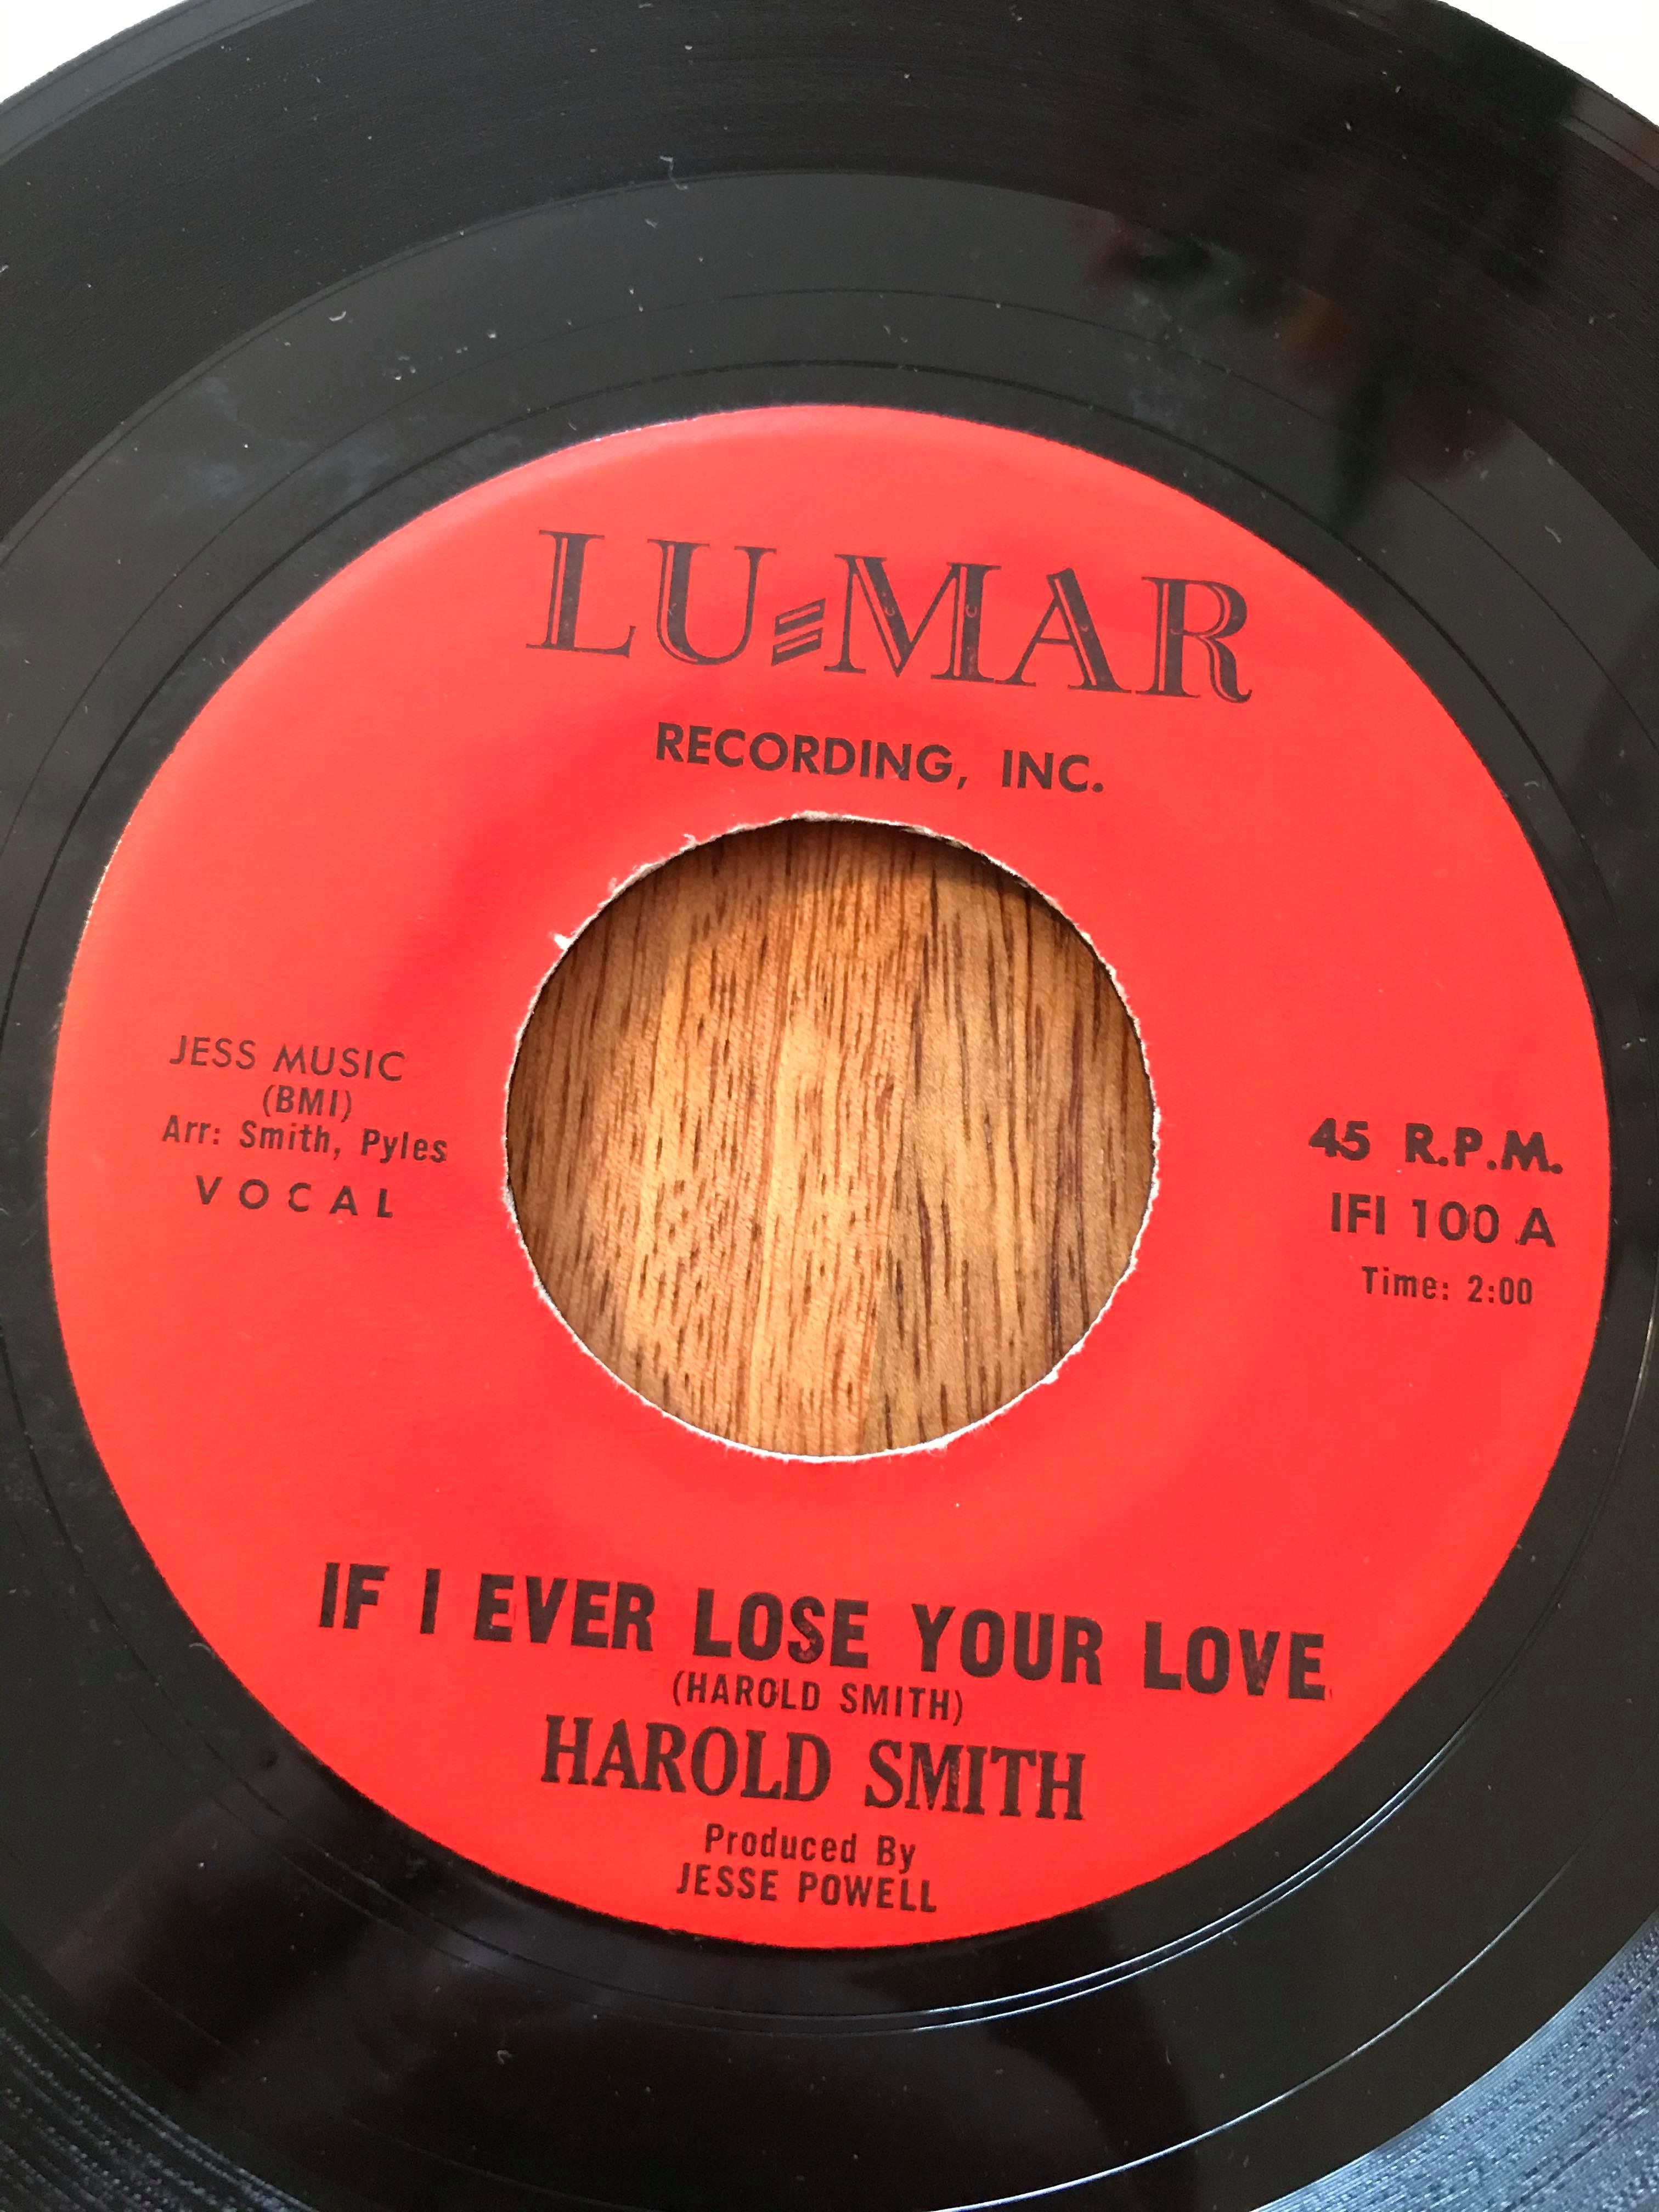 LU-MAR
RECORDING, INC.
JESS MUSIC
(BMI)
Arr: Smith, Pyles
VOCAL
45 R.P.M.
IFI 100 A
Time: 2:00
IF I EVER LOSE YOUR LOVE
(HAROLD SMITH)
HAROLD SMITH
Produced By
JESSE POWELL